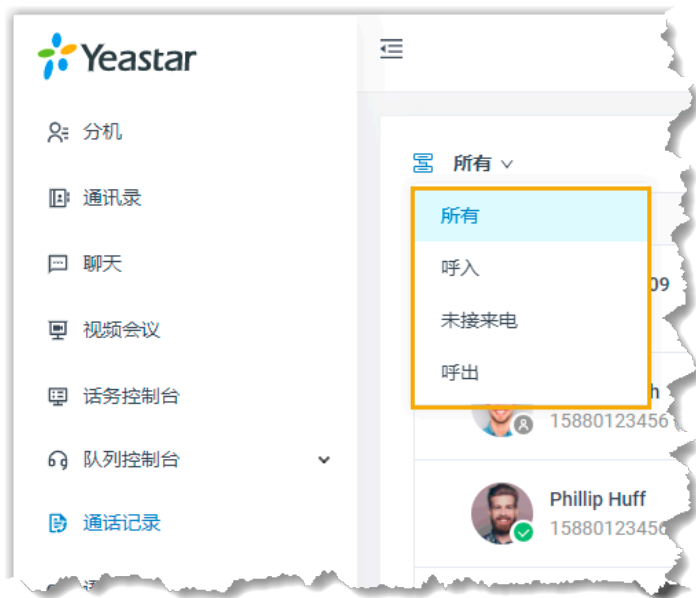 Yeastar
分机
通讯录
聊天
视频会议
话务控制台
队列控制台
通话记录
所有
所有
呼入
未接来电
呼出
09
h
15880123456
Phillip Huff
15880123456